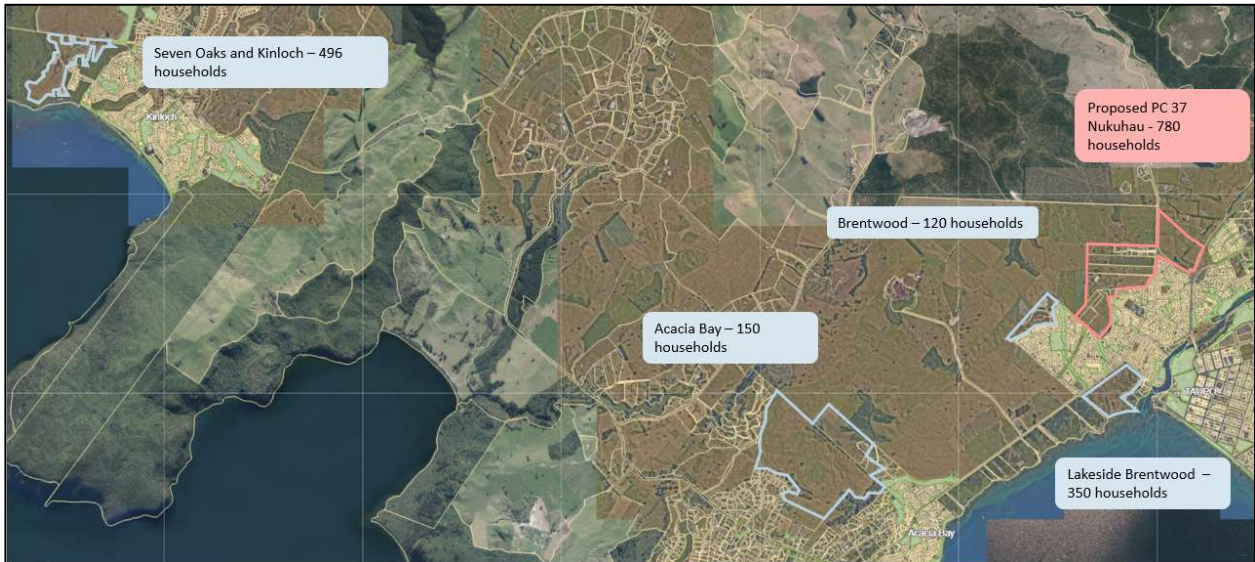 Seven Oaks and Kinloch – 496
households
Kinloch
Proposed PC 37
Nukuhau - 780
households
Brentwood – 120 households
Acacia Bay – 150
households
TAUPO
Lakeside Brentwood –
350 households
Acacia Bay